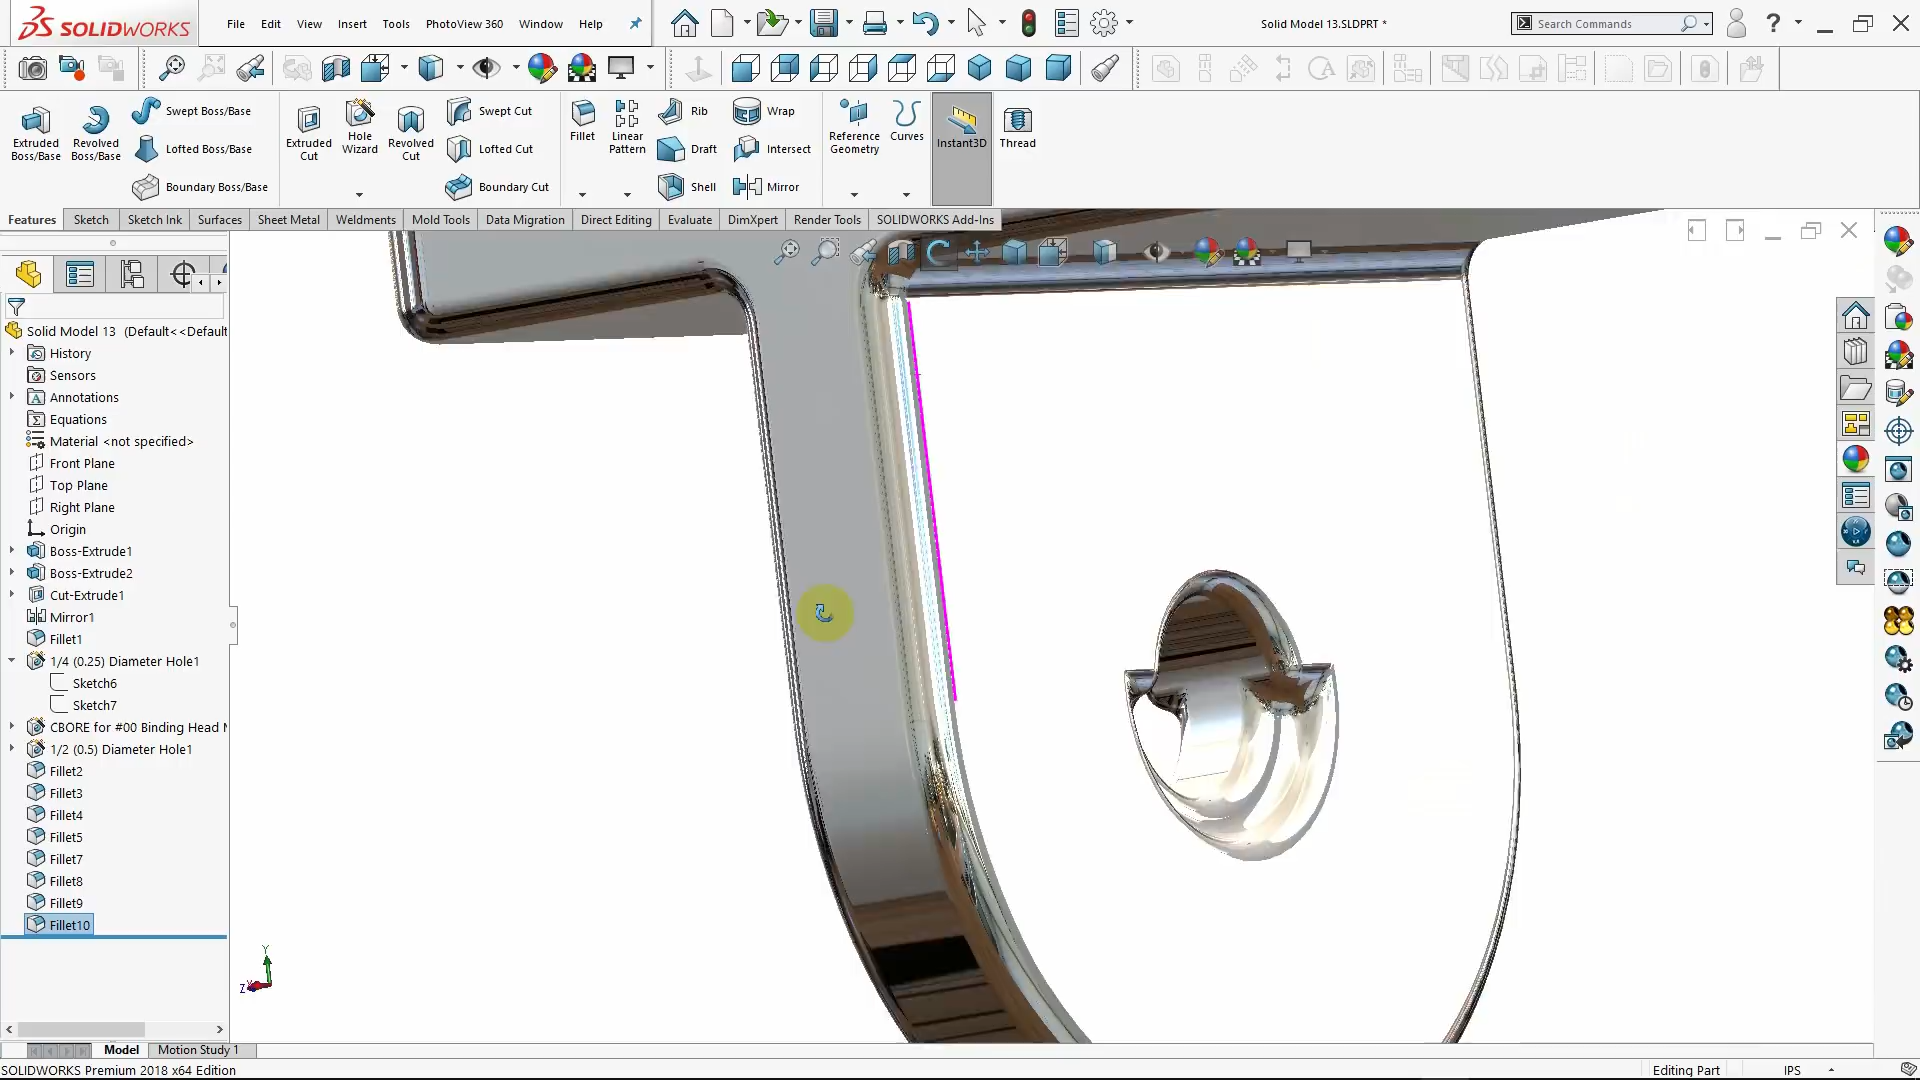 SOLIDWORKS
File Edit View Insert Tools PhotoView 360 Window Help
Solid Model 13.SLDPRT *
Search Commands
Extruded Boss/Base
Revolved Boss/Base
Swept Boss/Base
Lofted Boss/Base
Boundary Boss/Base
Extruded Cut
Hole Wizard
Revolved Cut
Swept Cut
Lofted Cut
Boundary Cut
Fillet
Linear Pattern
Rib
Draft
Shell
Wrap
Intersect
Mirror
Reference Geometry
Curves
Instant3D
Thread
Features Sketch Sketch Ink Surfaces Sheet Metal Weldments Mold Tools Data Migration Direct Editing Evaluate DimXpert Render Tools SOLIDWORKS Add-Ins
Solid Model 13 (Default<<Default
History
Sensors
Annotations
Equations
Material <not specified>
Front Plane
Top Plane
Right Plane
Origin
Boss-Extrude1
Boss-Extrude2
Cut-Extrude1
Mirror1
Fillet1
1/4 (0.25) Diameter Hole1
Sketch6
Sketch7
CBORE for #00 Binding Head
1/2 (0.5) Diameter Hole1
Fillet2
Fillet3
Fillet4
Fillet5
Fillet7
Fillet8
Fillet9
Fillet10
Y
Z
Model Motion Study 1
SOLIDWORKS Premium 2018 x64 Edition
Editing Part
IPS